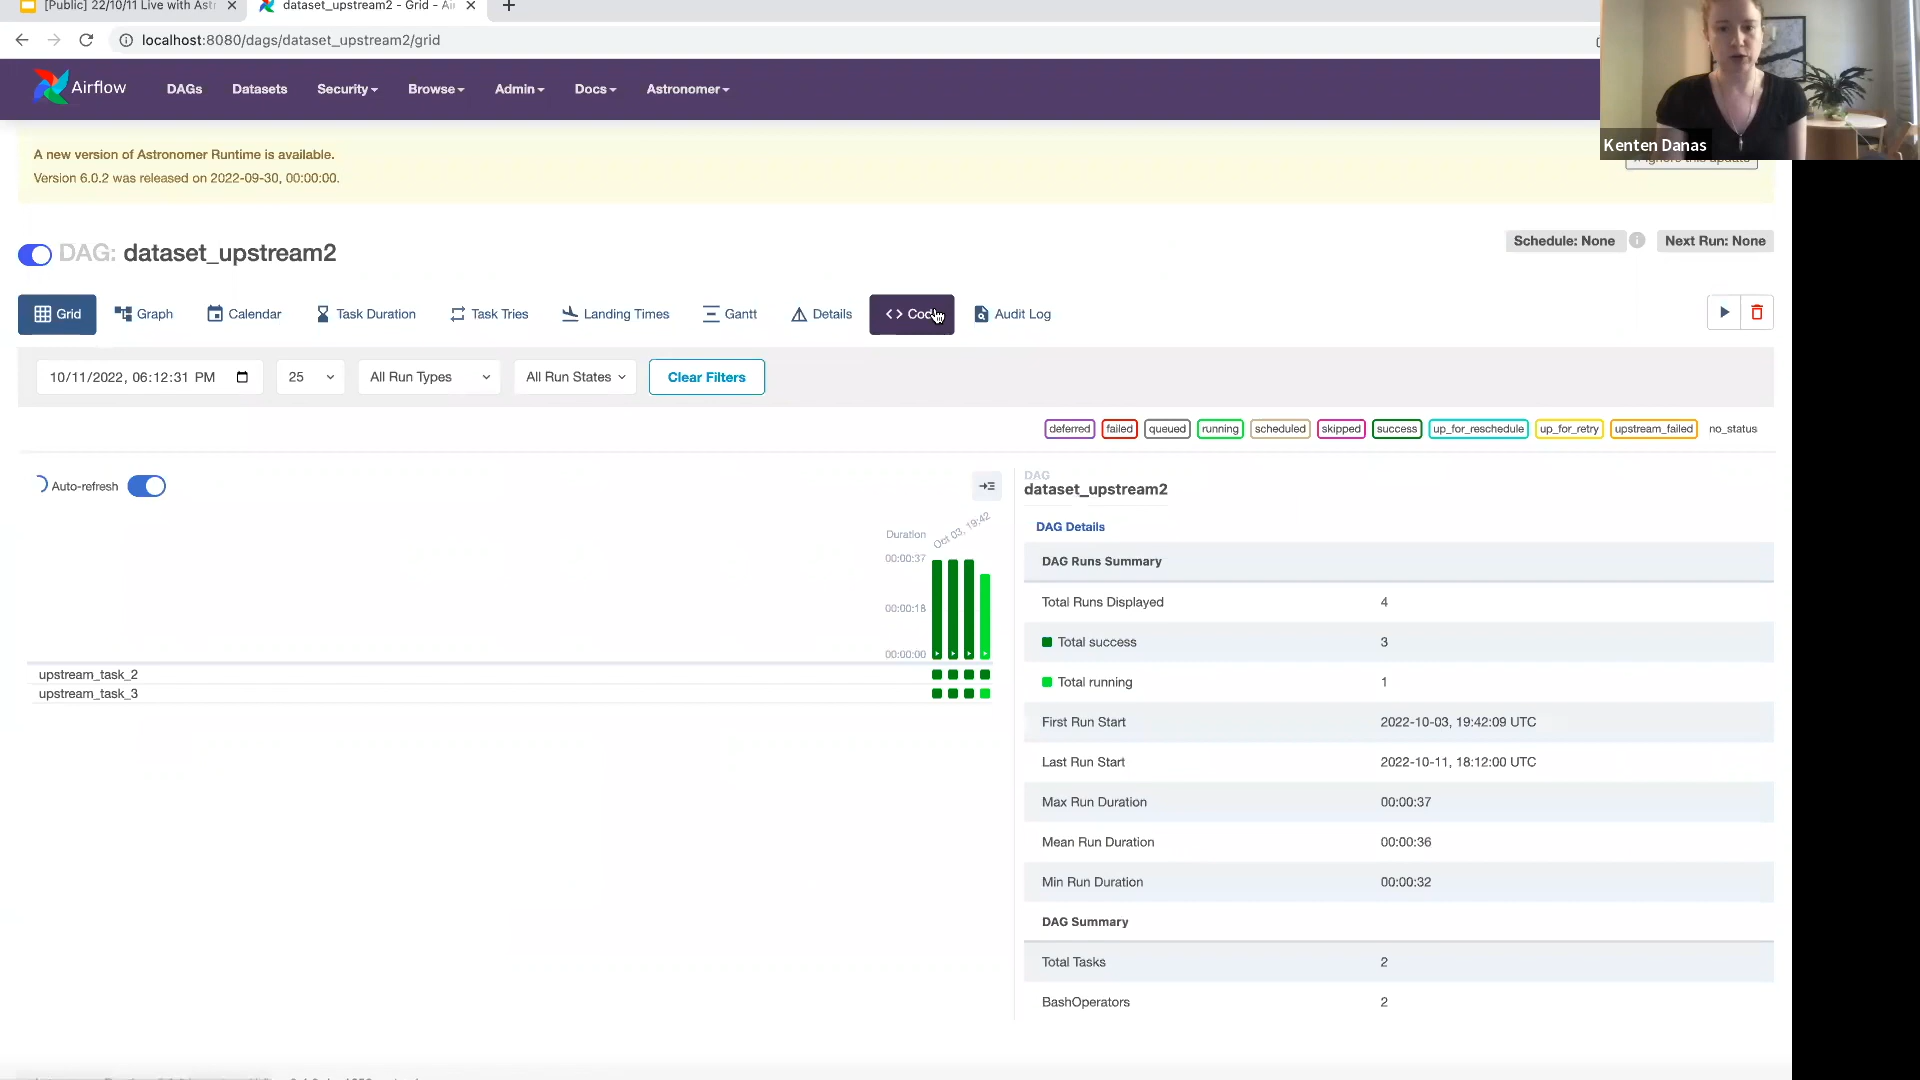 [Public] 22/10/11 Live with Astr
dataset_upstream2 - Grid - Ai
localhost:8080/dags/dataset_upstream2/grid
Airflow
DAGs
Datasets
Security
Browse
Admin
Docs
Astronomer
Kenten Danas
A new version of Astronomer Runtime is available.
Version 6.0.2 was released on 2022-09-30, 00:00:00.
DAG: dataset_upstream2
Schedule: None
Next Run: None
Grid
Graph
Calendar
Task Duration
Task Tries
Landing Times
Gantt
Details
<> Code
Audit Log
10/11/2022, 06:12:31 PM
25
All Run Types
All Run States
Clear Filters
deferred
failed
queued
running
scheduled
skipped
success
up_for_reschedule
up_for_retry
upstream_failed
no_status
Auto-refresh
Duration
Oct 03, 19:42
00:00:37
00:00:18
00:00:00
upstream_task_2
upstream_task_3
DAG
dataset_upstream2
DAG Details
DAG Runs Summary
Total Runs Displayed 4
Total success 3
Total running 1
First Run Start 2022-10-03, 19:42:09 UTC
Last Run Start 2022-10-11, 18:12:00 UTC
Max Run Duration 00:00:37
Mean Run Duration 00:00:36
Min Run Duration 00:00:32
DAG Summary
Total Tasks 2
BashOperators 2